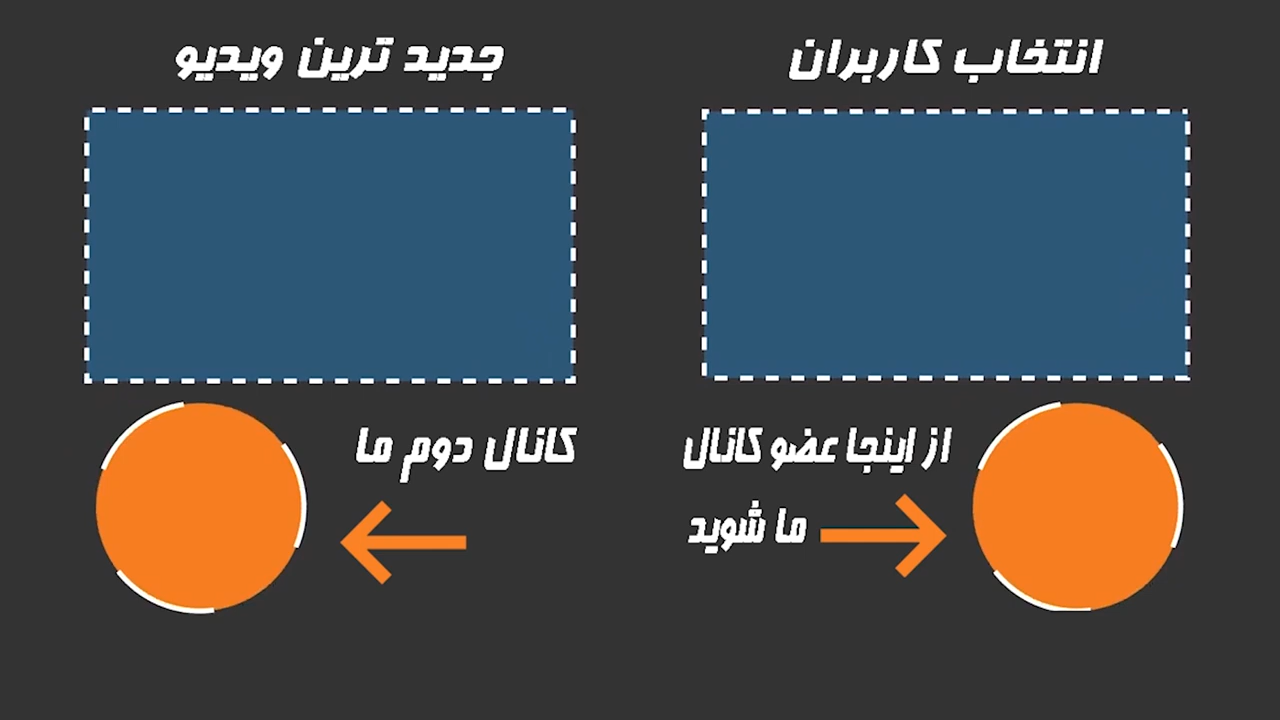 انتخاب کاربران
جدید ترین ویدیو
از اینجا عضو کانال
ما شوید
کانال دوم ما